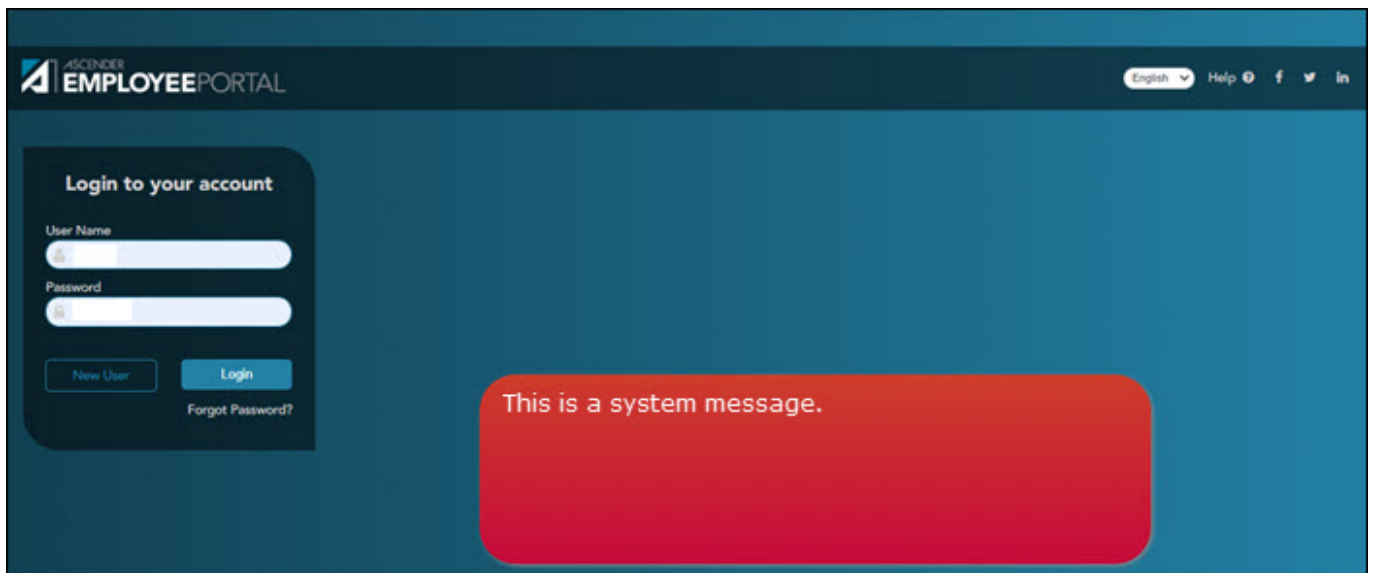 ASCENDER
EMPLOYEEPORTAL
English
Help
Login to your account
User Name
Password
New User
Login
Forgot Password?
This is a system message.